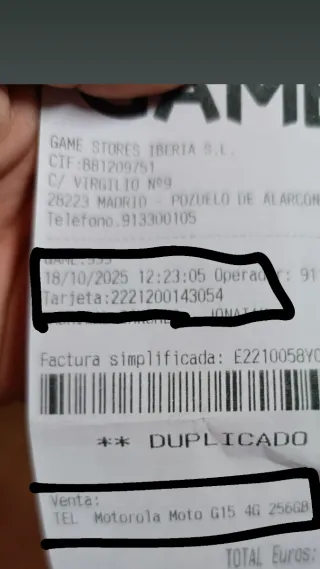 GAME
GAME STORES IBERIA S.L.
CIF:B81209751
C/ VIRGILIO Nº9
28223 MADRID - POZUELO DE ALARCON
Telefono.913300105
18/10/2025 12:23:05 Operador: 91
Tarjeta:2221200143054
Factura simplificada: E2210058Y0
** DUPLICADO
Venta:
TEL Motorola Moto G15 4G 256GB
TOTAL Euros: